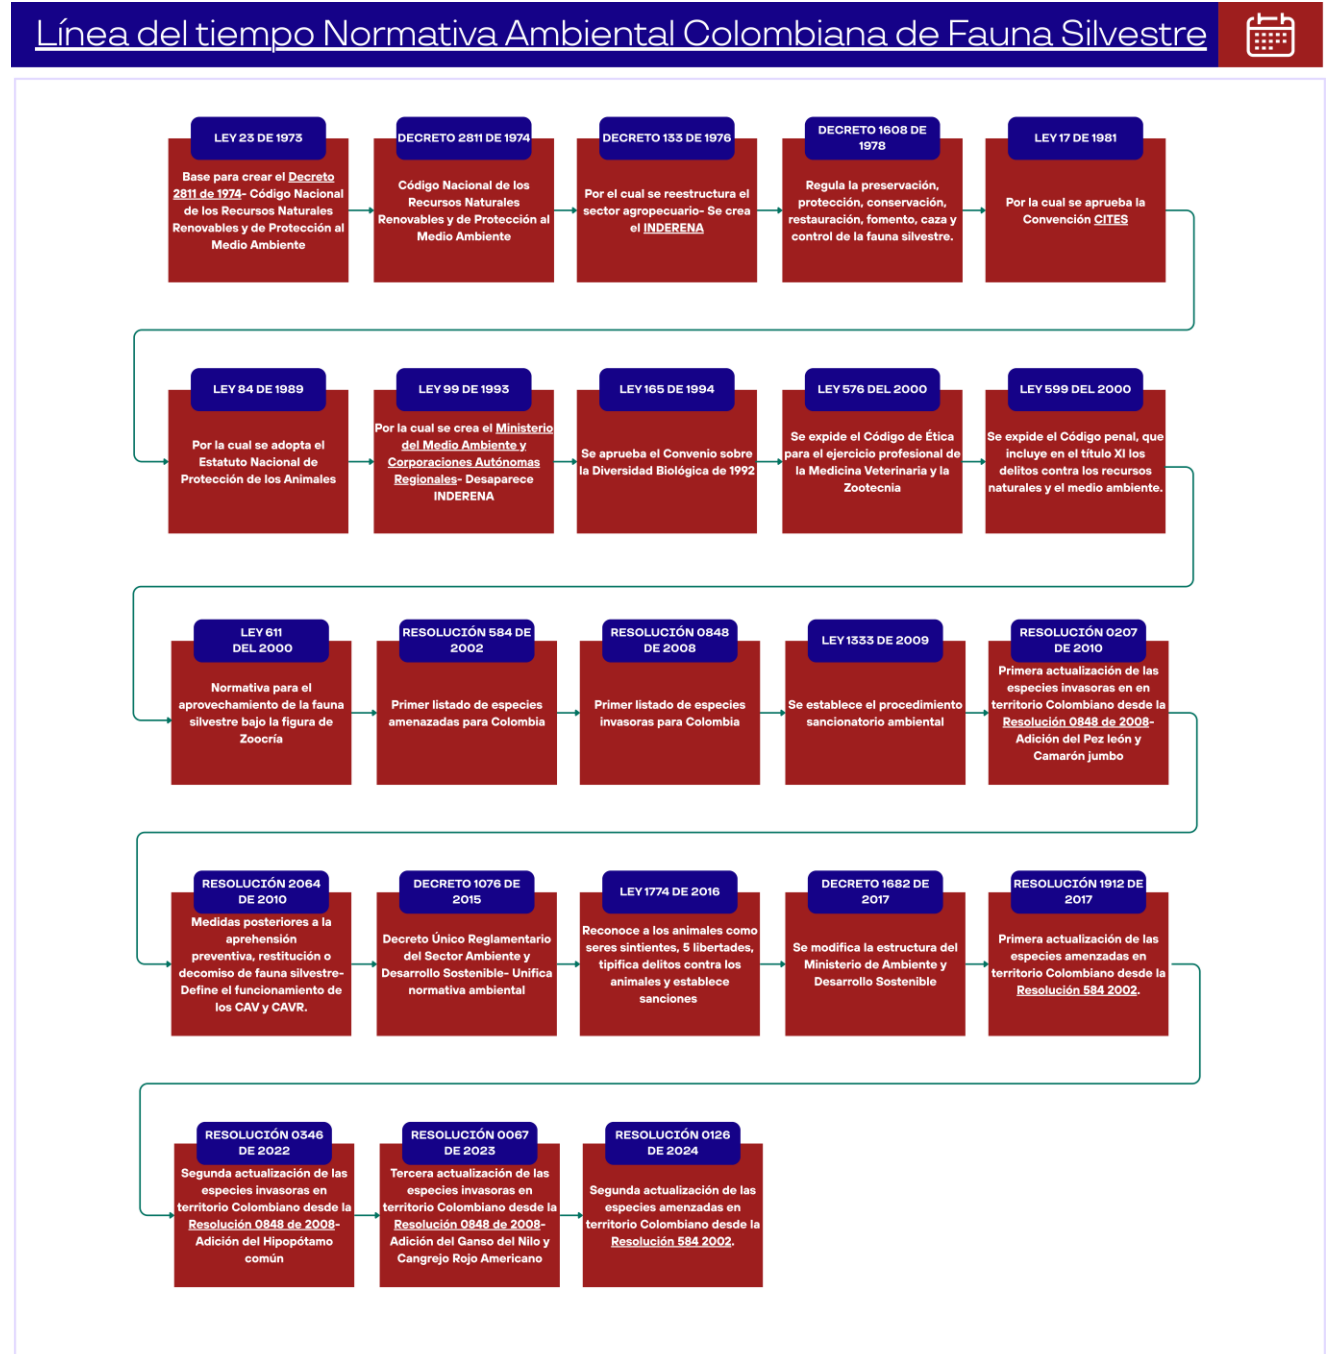 Línea del tiempo Normativa Ambiental Colombiana de Fauna Silvestre
LEY 23 DE 1973
Base para crear el Decreto
2811 de 1974- Código Nacional
de los Recursos Naturales
Renovables y de Protección al
Medio Ambiente
DECRETO 2811 DE 1974
Código Nacional de los
Recursos Naturales
Renovables y de Protección al
Medio Ambiente
DECRETO 133 DE 1976
Por el cual se reestructura el
sector agropecuario- Se crea
el INDERENA
DECRETO 1608 DE
1978
Regula la preservación,
protección, conservación,
restauración, fomento, caza y
control de la fauna silvestre.
LEY 17 DE 1981
Por la cual se aprueba la
Convención CITES
LEY 84 DE 1989
Por la cual se adopta el
Estatuto Nacional de
Protección de los Animales
LEY 99 DE 1993
Por la cual se crea el Ministerio
del Medio Ambiente y
Corporaciones Autónomas
Regionales- Desaparece
INDERENA
LEY 165 DE 1994
Se aprueba el Convenio sobre
la Diversidad Biológica de 1992
LEY 576 DEL 2000
Se expide el Código de Ética
para el ejercicio profesional de
la Medicina Veterinaria y la
Zootecnia
LEY 599 DEL 2000
Se expide el Código penal, que
incluye en el título XI los
delitos contra los recursos
naturales y el medio ambiente.
LEY 611
DEL 2000
Normativa para el
aprovechamiento de la fauna
silvestre bajo la figura de
Zoocría
RESOLUCIÓN 584 DE
2002
Primer listado de especies
amenazadas para Colombia
RESOLUCIÓN 0848
DE 2008
Primer listado de especies
invasoras para Colombia
LEY 1333 DE 2009
Se establece el procedimiento
sancionatorio ambiental
RESOLUCIÓN 0207
DE 2010
Primera actualización de las
especies invasoras en en
territorio Colombiano desde la
Resolución 0848 de 2008-
Adición del Pez león y
Camarón jumbo
RESOLUCIÓN 2064
DE 2010
Medidas posteriores a la
aprehensión
preventiva, restitución o
decomiso de fauna silvestre-
Define el funcionamiento de
los CAV y CAVR.
DECRETO 1076 DE
2015
Decreto Único Reglamentario
del Sector Ambiente y
Desarrollo Sostenible- Unifica
normativa ambiental
LEY 1774 DE 2016
Reconoce a los animales como
seres sintientes, 5 libertades,
tipifica delitos contra los
animales y establece
sanciones
DECRETO 1682 DE
2017
Se modifica la estructura del
Ministerio de Ambiente y
Desarrollo Sostenible
RESOLUCIÓN 1912 DE
2017
Primera actualización de las
especies amenzadas en
territorio Colombiano desde la
Resolución 584 2002.
RESOLUCIÓN 0346
DE 2022
Segunda actualización de las
especies invasoras en
territorio Colombiano desde la
Resolución 0848 de 2008-
Adición del Hipopótamo
común
RESOLUCIÓN 0067
DE 2023
Tercera actualización de las
especies invasoras en
territorio Colombiano desde la
Resolución 0848 de 2008-
Adición del Ganso del Nilo y
Cangrejo Rojo Americano
RESOLUCIÓN 0126
DE 2024
Segunda actualización de las
especies amenzadas en
territorio Colombiano desde la
Resolución 584 2002.